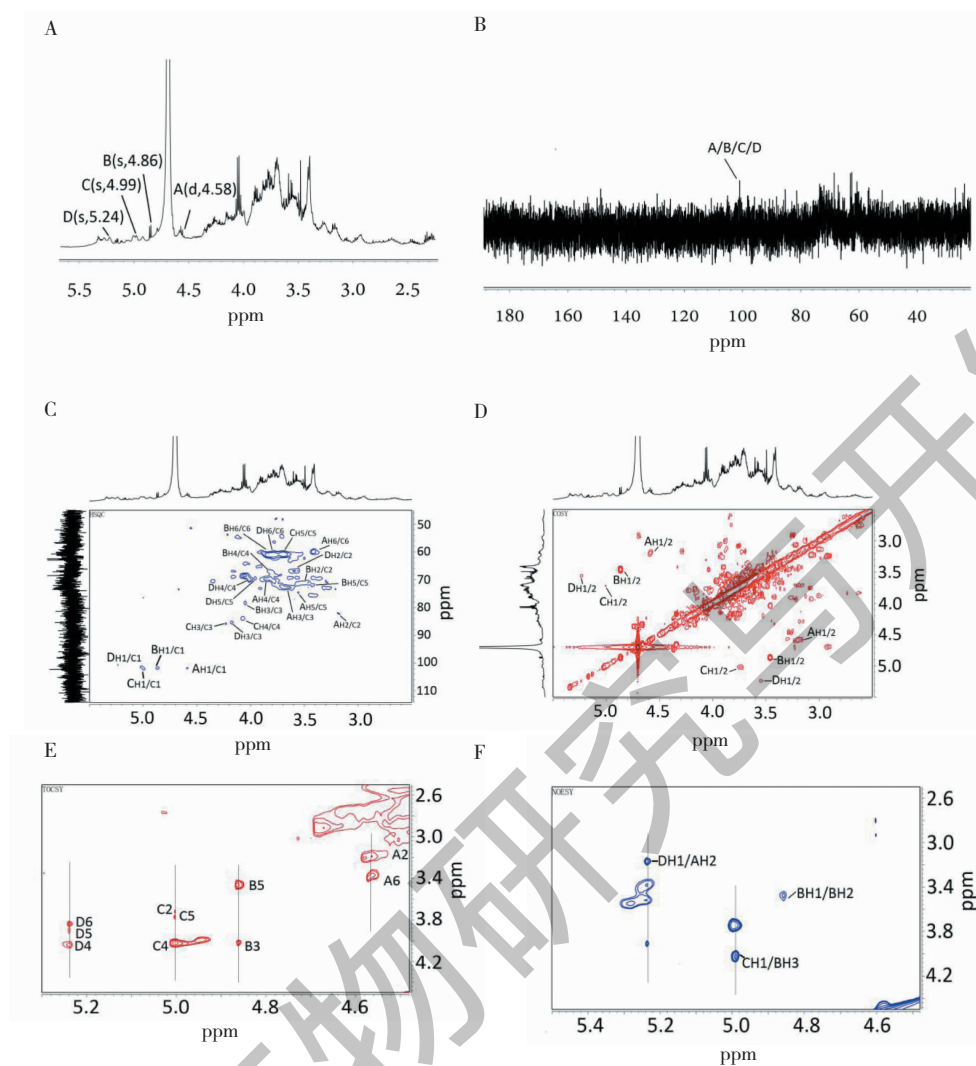 A
B(s,4.86)
C(s,4.99)
D(s,5.24)
A(d,4.58)
5.5 5.0 4.5 4.0 3.5 3.0 2.5
ppm
B
A/B/C/D
180 160 140 120 100 80 60 40
ppm
C
HSQC
BH6/C6
DH6/C6
CH5/C5
AH6/C6
BH4/C4
DH2/C2
BH2/C2
DH4/C4
BH5/C5
DH5/C5
AH4/C4
AH5/C5
BH3/C3
AH3/C3
AH2/C2
CH3/C3
CH4/C4
DH3/C3
DH1/C1
BH1/C1
AH1/C1
CH1/C1
50
60
70
80
90
100
110
ppm
5.0 4.5 4.0 3.5 3.0
ppm
D
COSY
AH1/2
BH1/2
DH1/2
CH1/2
AH1/2
BH1/2
CH1/2
DH1/2
3.0
3.5
4.0
4.5
5.0
ppm
5.0 4.5 4.0 3.5 3.0
ppm
E
TOCSY
A2
A6
B5
C2
C5
D6
D5
D4
C4
B3
2.6
3.0
3.4
3.8
4.2
ppm
5.2 5.0 4.8 4.6
ppm
F
NOESY
DH1/AH2
BH1/BH2
CH1/BH3
2.6
3.0
3.4
3.8
4.2
ppm
5.4 5.2 5.0 4.8 4.6
ppm
物研究与开